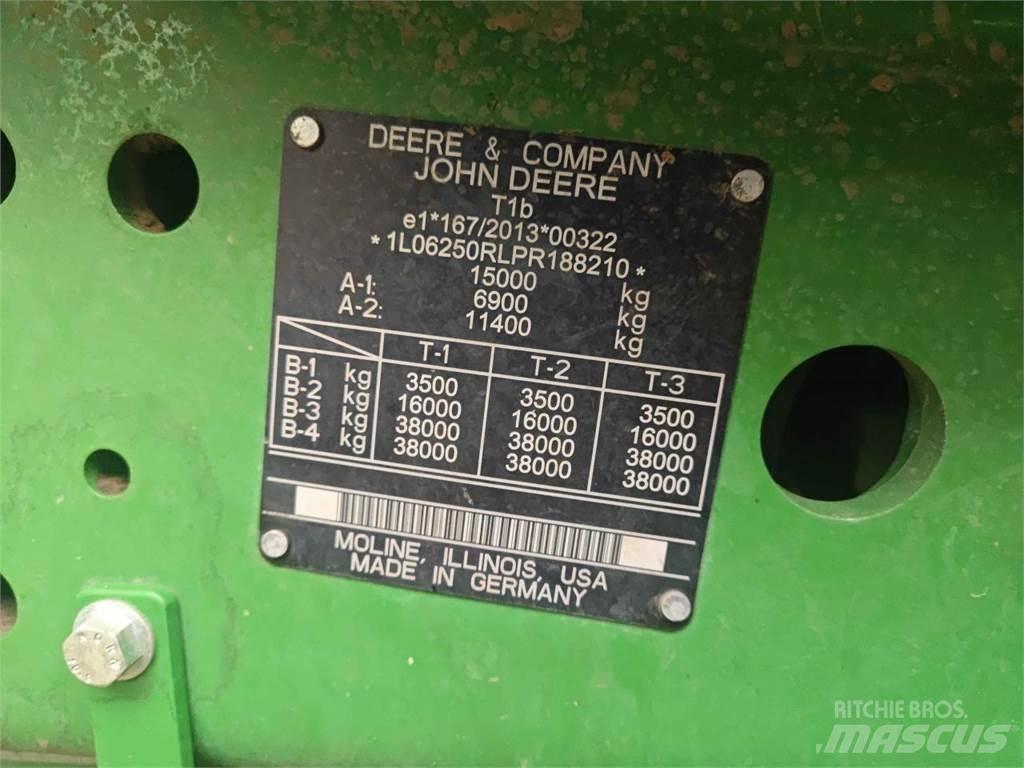 DEERE & COMPANY
JOHN DEERE
T1b
e1*167/2013*00322
*1L06250RLPR188210*
15000 kg
A-1: 6900 kg
A-2: 11400 kg
T-1 T-2 T-3
B-1 kg 3500 3500 3500
B-2 kg 16000 16000 16000
B-3 kg 38000 38000 38000
B-4 kg 38000 38000 38000
MOLINE, ILLINOIS, USA
MADE IN GERMANY
RITCHIE BROS.
MASCUS